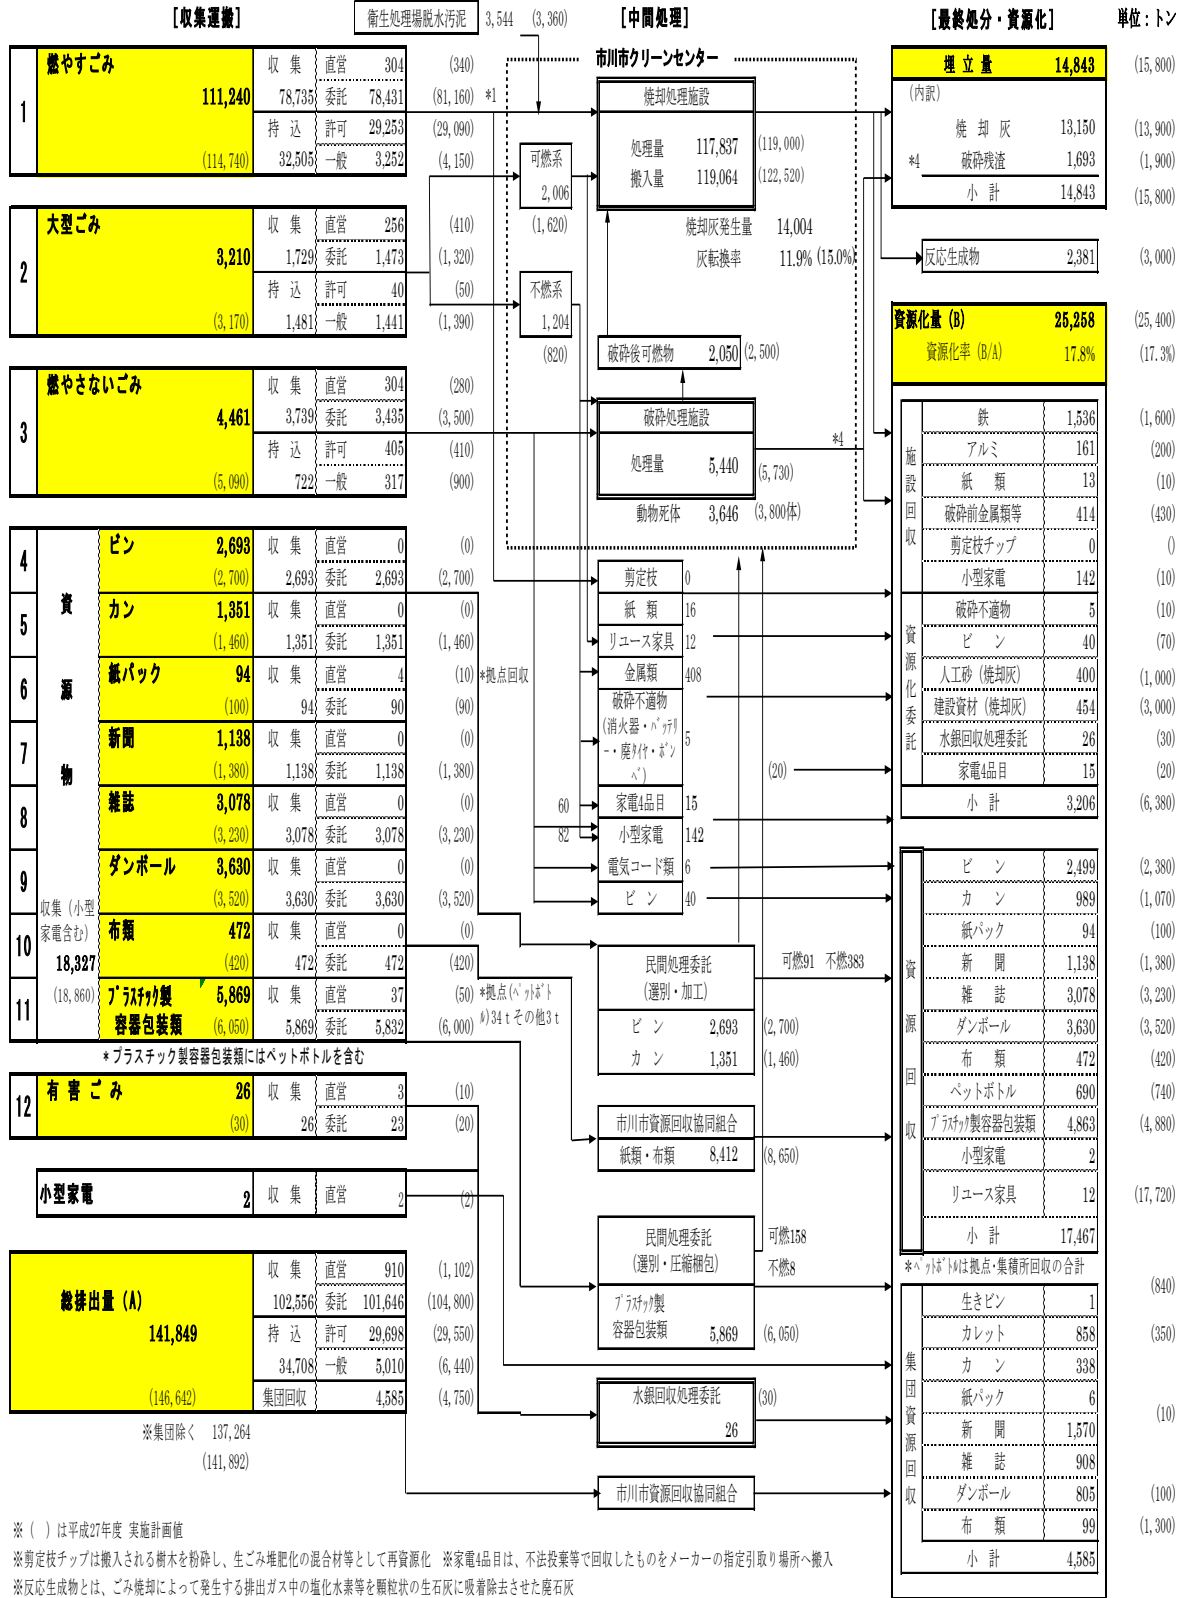 [収集運搬]
衛生処理場脱水汚泥 3,544 (3,360)
1
燃やすごみ
111,240
(114,740)
収 集 直営 304 (340)
78,735 委託 78,431 (81,160) *1
持 込 許可 29,253 (29,090)
32,505 一般 3,252 (4,150)
2
大型ごみ
3,210
(3,170)
収 集 直営 256 (410)
1,729 委託 1,473 (1,320)
持 込 許可 40 (50)
1,481 一般 1,441 (1,390)
3
燃やさないごみ
4,461
(5,090)
収 集 直営 304 (280)
3,739 委託 3,435 (3,500)
持 込 許可 405 (410)
722 一般 317 (900)
資源物
収集（小型
家電含む）
18,327
(18,860)
4
ビン 2,693 収 集 直営 0 (0)
(2,700) 2,693 委託 2,693 (2,700)
5
カン 1,351 収 集 直営 0 (0)
(1,460) 1,351 委託 1,351 (1,460)
6
紙パック 94 収 集 直営 4 (10) *拠点回収
(100) 94 委託 90 (90)
7
新聞 1,138 収 集 直営 0 (0)
(1,380) 1,138 委託 1,138 (1,380)
8
雑誌 3,078 収 集 直営 0 (0)
(3,230) 3,078 委託 3,078 (3,230)
9
ダンボール 3,630 収 集 直営 0 (0)
(3,520) 3,630 委託 3,630 (3,520)
10
布類 472 収 集 直営 0 (0)
(420) 472 委託 472 (420)
11
ﾌﾟﾗｽﾁｯｸ製 5,869 収 集 直営 37 (50) *拠点(ﾍﾟｯﾄﾎﾞﾄ
容器包装類 (6,050) 5,869 委託 5,832 (6,000) ﾙ)34ｔその他3ｔ
＊プラスチック製容器包装類にはペットボトルを含む
12
有 害 ご み 26 収 集 直営 3 (10)
(30) 26 委託 23 (20)
小型家電 2 収 集 直営 2 (2)
総排出量（A）
141,849
(146,642)
収 集 直営 910 (1,102)
102,556 委託 101,646 (104,800)
持 込 許可 29,698 (29,550)
34,708 一般 5,010 (6,440)
集団回収 4,585 (4,750)
※集団除く 137,264
(141,892)
[中間処理]
市川市クリーンセンター
焼却処理施設
処理量 117,837 (119,000)
搬入量 119,064 (122,520)
可燃系
2,006
(1,620)
焼却灰発生量 14,004
灰転換率 11.9% (15.0%)
不燃系
1,204
(820)
破砕後可燃物 2,050 (2,500)
破砕処理施設
処理量 5,440 (5,730)
*4
動物死体 3,646 (3,800体)
剪定枝 0
紙 類 16
リユース家具 12
金属類 408
破砕不適物
(消火器・ﾊﾞｯﾃﾘ
ｰ・廃ﾀｲﾔ・ﾎﾞﾝ
ﾍﾞ) 5
(20)
60 家電4品目 15
82 小型家電 142
電気コード類 6
ビ ン 40
民間処理委託
(選別・加工)
可燃91 不燃383
ビ ン 2,693 (2,700)
カ ン 1,351 (1,460)
市川市資源回収協同組合
紙類・布類 8,412 (8,650)
民間処理委託
(選別・圧縮梱包)
可燃158
不燃8
ﾌﾟﾗｽﾁｯｸ製
容器包装類 5,869 (6,050)
水銀回収処理委託 (30)
26
市川市資源回収協同組合
[最終処分・資源化] 単位：トン
埋 立 量 14,843 (15,800)
(内訳)
焼 却 灰 13,150 (13,900)
*4 破砕残渣 1,693 (1,900)
小 計 14,843 (15,800)
反応生成物 2,381 (3,000)
資源化量（B） 25,258 (25,400)
資源化率（B/A） 17.8% (17.3%)
施設回収
鉄 1,536 (1,600)
アルミ 161 (200)
紙 類 13 (10)
破砕前金属類等 414 (430)
剪定枝チップ 0 ()
小型家電 142 (10)
資源化委託
破砕不適物 5 (10)
ビ ン 40 (70)
人工砂（焼却灰） 400 (1,000)
建設資材（焼却灰） 454 (3,000)
水銀回収処理委託 26 (30)
家電4品目 15 (20)
小 計 3,206 (6,380)
資源回収
ビ ン 2,499 (2,380)
カ ン 989 (1,070)
紙パック 94 (100)
新 聞 1,138 (1,380)
雑 誌 3,078 (3,230)
ダンボール 3,630 (3,520)
布 類 472 (420)
ペットボトル 690 (740)
ﾌﾟﾗｽﾁｯｸ製容器包装類 4,863 (4,880)
小型家電 2
リユース家具 12 (17,720)
小 計 17,467
＊ﾍﾟｯﾄﾎﾞﾄﾙは拠点･集積所回収の合計
集団資源回収
(840)
生きビン 1
カレット 858 (350)
カ ン 338
紙パック 6 (10)
新 聞 1,570
雑 誌 908
ダンボール 805 (100)
布 類 99 (1,300)
小 計 4,585
※（ ）は平成27年度 実施計画値
※剪定枝チップは搬入される樹木を粉砕し、生ごみ堆肥化の混合材等として再資源化 ※家電4品目は、不法投棄等で回収したものをメーカーの指定引取り場所へ搬入
※反応生成物とは、ごみ焼却によって発生する排出ガス中の塩化水素等を顆粒状の生石灰に吸着除去させた廃石灰